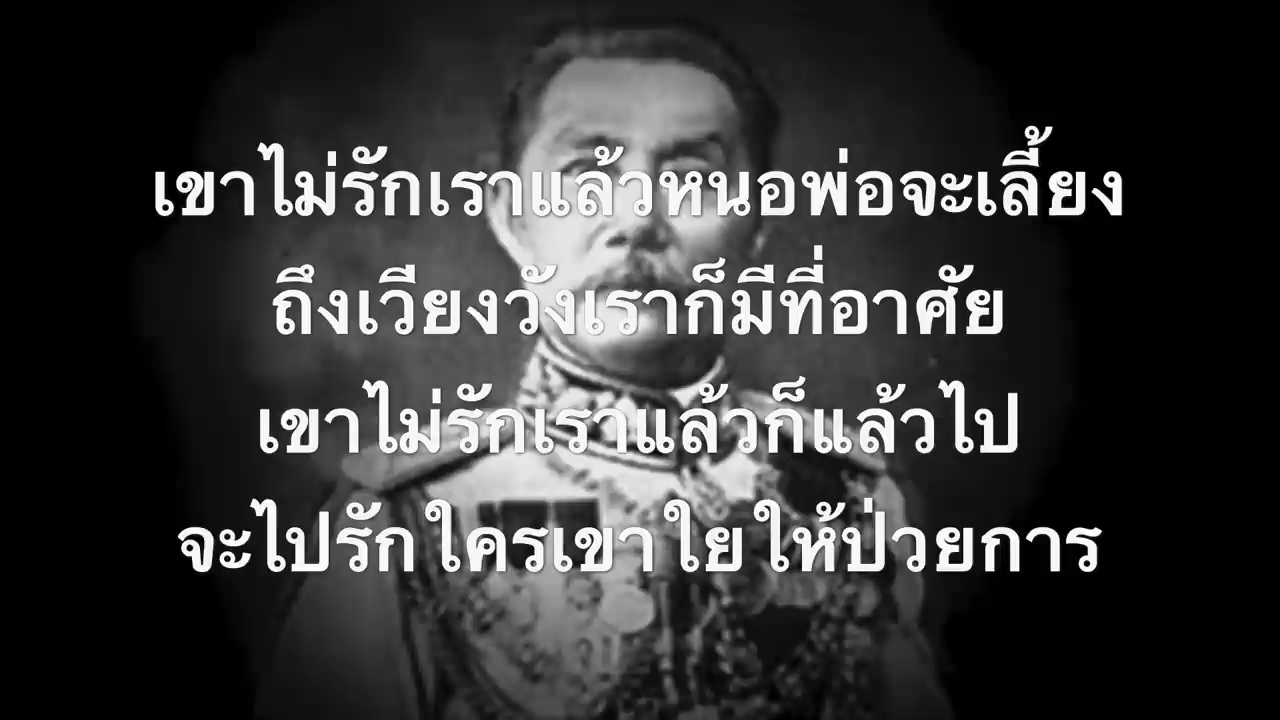 เขาไม่รักเราแล้วหนอพ่อจะเลี้ยง
ถึงเวียงวังเราก็มีที่อาศัย
เขาไม่รักเราแล้วก็แล้วไป
จะไปรักใครเขาใยให้ป่วยการ